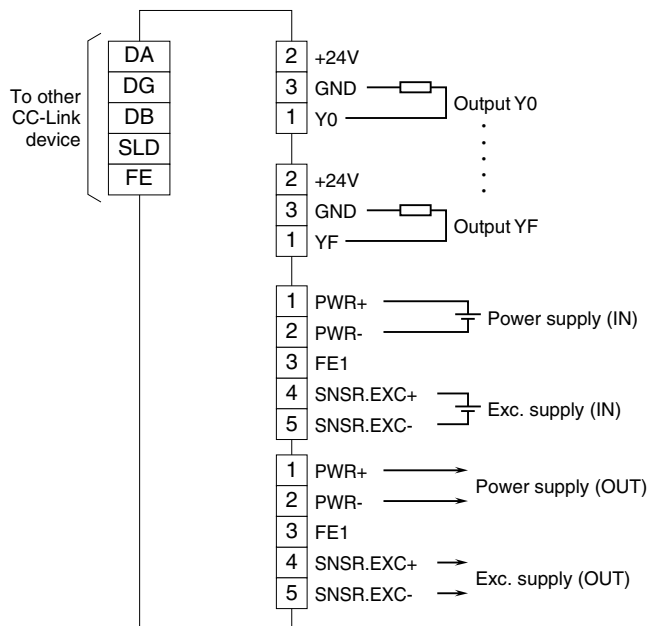 To other
CC-Link
device
DA
DG
DB
SLD
FE
2 +24V
3 GND
1 Y0
Output Y0
2 +24V
3 GND
1 YF
Output YF
1 PWR+
2 PWR-
Power supply (IN)
3 FE1
4 SNSR.EXC+
5 SNSR.EXC-
Exc. supply (IN)
1 PWR+
2 PWR-
Power supply (OUT)
3 FE1
4 SNSR.EXC+
5 SNSR.EXC-
Exc. supply (OUT)